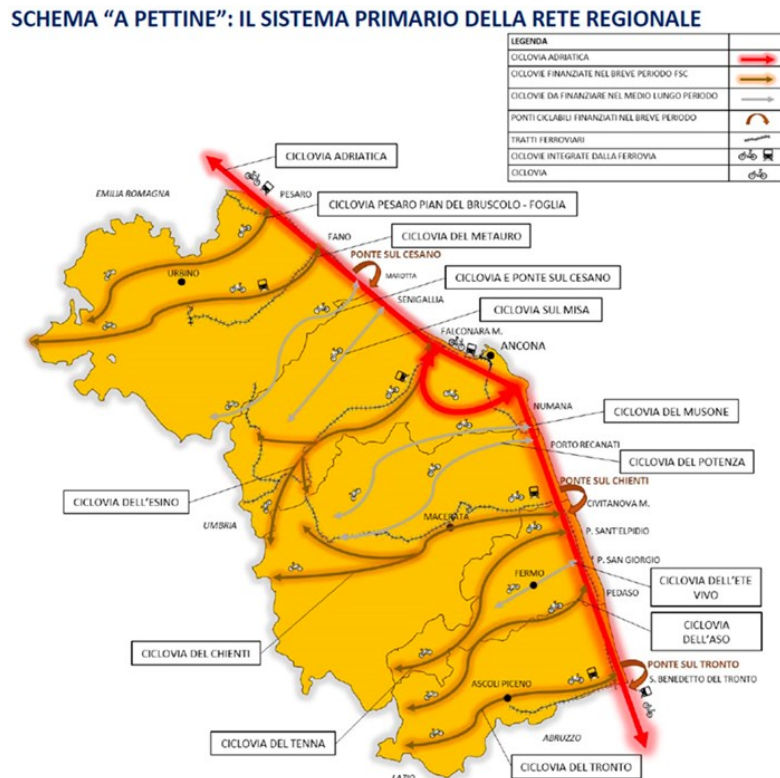 SCHEMA “A PETTINE”: IL SISTEMA PRIMARIO DELLA RETE REGIONALE
LEGENDA
CICLOVIA ADRIATICA
CICLOVIE FINANZIATE NEL BREVE PERIODO FSC
CICLOVIE DA FINANZIARE NEL MEDIO LUNGO PERIODO
PONTI CICLABILI FINANZIATI NEL BREVE PERIODO
TRATTI FERROVIARI
CICLOVIE INTEGRATE DALLA FERROVIA
CICLOVIA
CICLOVIA ADRIATICA
EMILIA ROMAGNA
PESARO
CICLOVIA PESARO PIAN DEL BRUSCOLO - FOGLIA
FANO
CICLOVIA DEL METAURO
PONTE SUL CESANO
URBINO
MAROTTA
CICLOVIA E PONTE SUL CESANO
SENIGALLIA
CICLOVIA SUL MISA
FALCONARA M.
ANCONA
NUMANA
CICLOVIA DEL MUSONE
PORTO RECANATI
CICLOVIA DEL POTENZA
PONTE SUL CHIENTI
CICLOVIA DELL'ESINO
CIVITANOVA M.
UMBRIA
MACERATA
P. SANT'ELPIDIO
P. SAN GIORGIO
FERMO
CICLOVIA DELL'ETE
VIVO
PEDASO
CICLOVIA
DELL'ASO
CICLOVIA DEL CHIENTI
PONTE SUL TRONTO
S. BENEDETTO DEL TRONTO
ASCOLI PICENO
CICLOVIA DEL TENNA
ABRUZZO
CICLOVIA DEL TRONTO
LAZIO